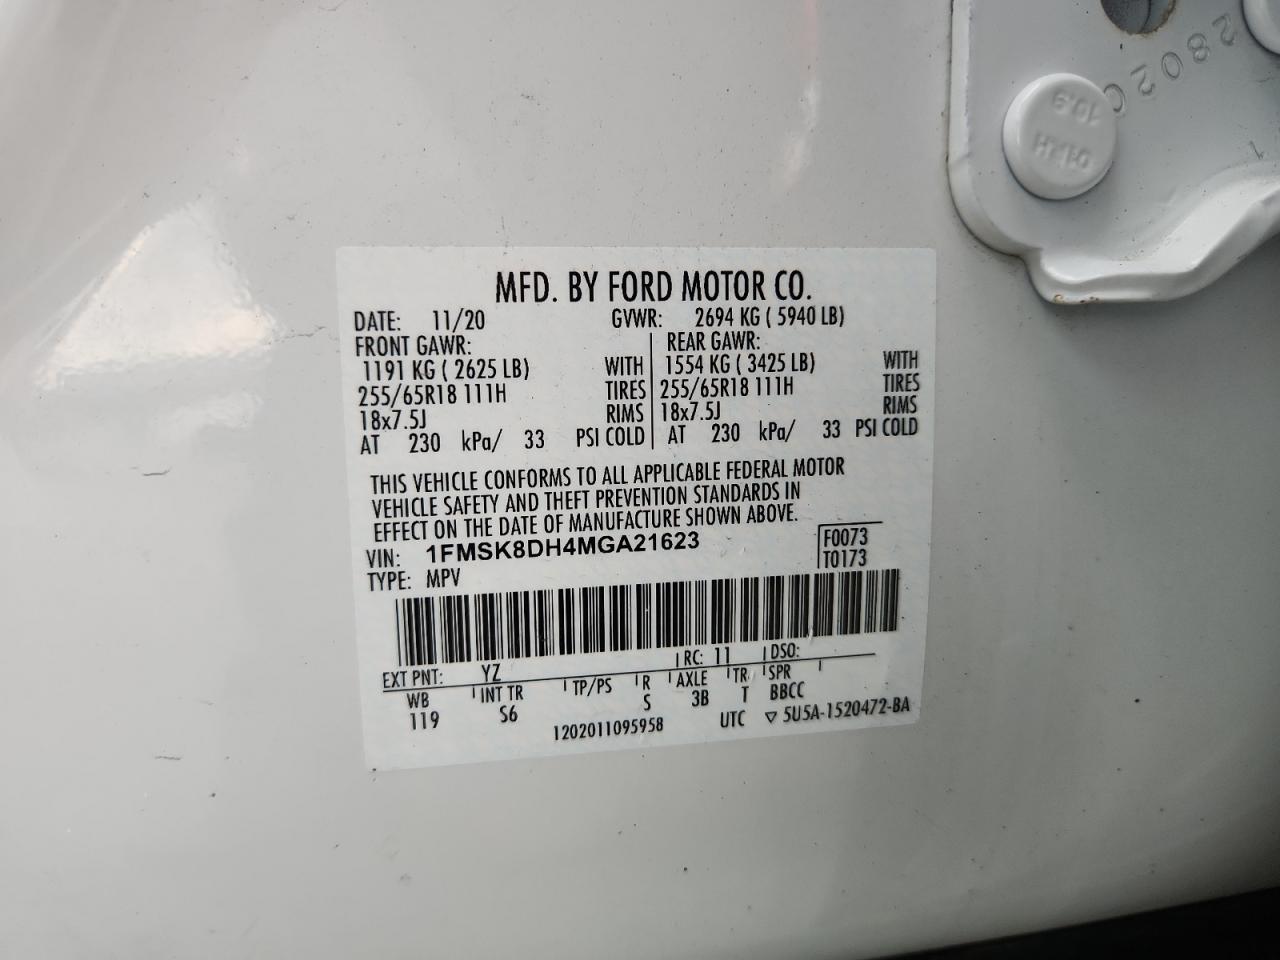 2802
10.9
MFD. BY FORD MOTOR CO.
DATE: 11/20 GVWR: 2694 KG ( 5940 LB)
FRONT GAWR: REAR GAWR:
1191 KG ( 2625 LB) WITH 1554 KG ( 3425 LB) WITH
255/65R18 111H TIRES 255/65R18 111H TIRES
18x7.5J RIMS 18x7.5J RIMS
AT 230 kPa/ 33 PSI COLD AT 230 kPa/ 33 PSI COLD
THIS VEHICLE CONFORMS TO ALL APPLICABLE FEDERAL MOTOR
VEHICLE SAFETY AND THEFT PREVENTION STANDARDS IN
EFFECT ON THE DATE OF MANUFACTURE SHOWN ABOVE.
VIN: 1FMSK8DH4MGA21623 F0073
TYPE: MPV T0173
EXT PNT: YZ RC: 11 DSO:
WB INT TR TP/PS R AXLE TR SPR
119 S6 S 3B T BBCC
1202011095958 UTC ▽ 5U5A-1520472-BA